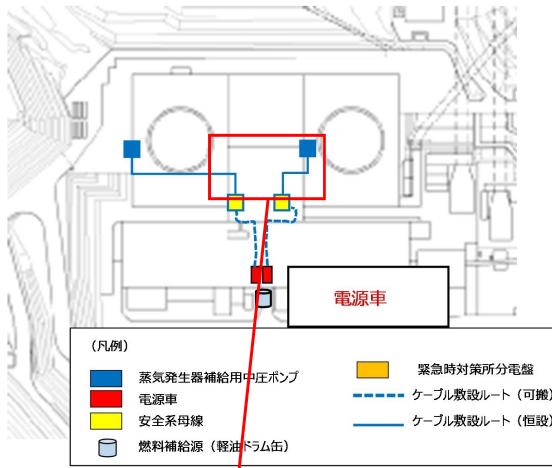 電源車
（凡例）
蒸気発生器補給用中圧ポンプ
電源車
安全系母線
燃料補給源（軽油ドラム缶）
緊急時対策所分電盤
ケーブル敷設ルート（可搬）
ケーブル敷設ルート（恒設）